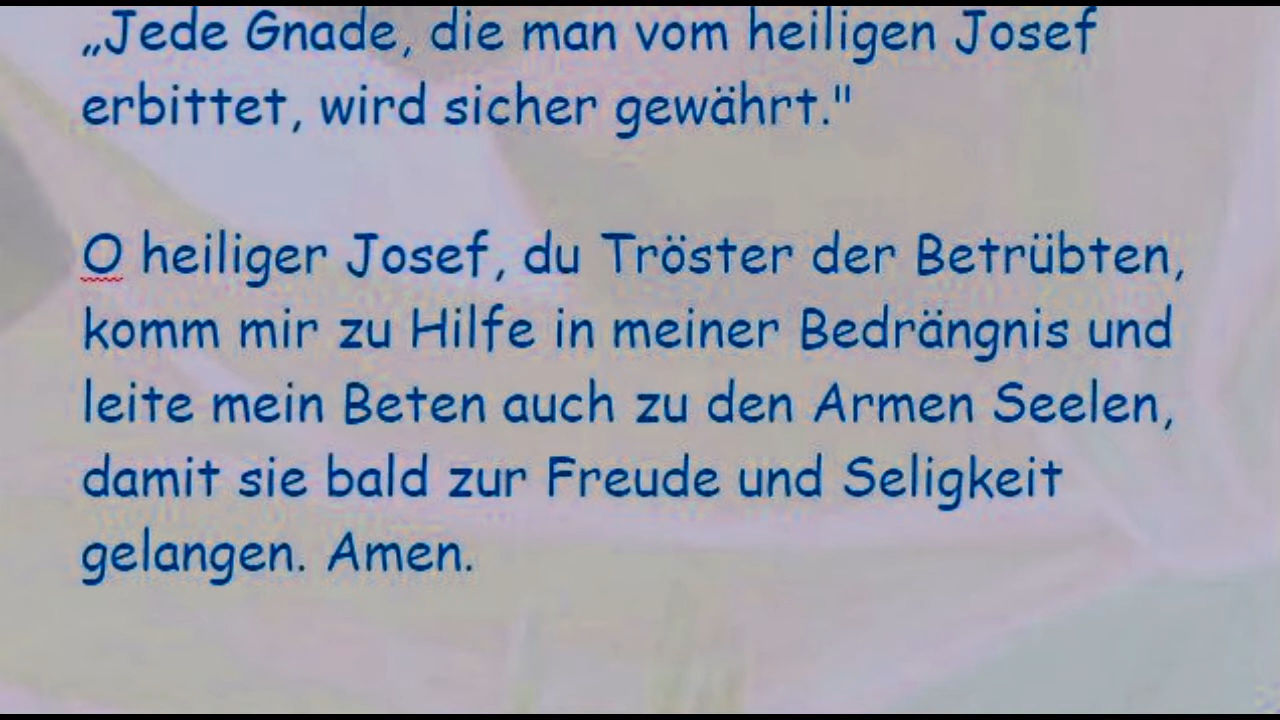 „Jede Gnade, die man vom heiligen Josef
erbittet, wird sicher gewährt."
O heiliger Josef, du Tröster der Betrübten,
komm mir zu Hilfe in meiner Bedrängnis und
leite mein Beten auch zu den Armen Seelen,
damit sie bald zur Freude und Seligkeit
gelangen. Amen.